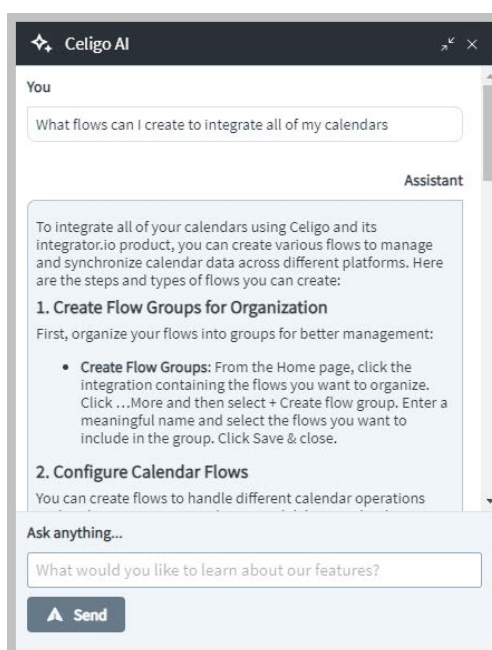 Celigo AI
You
What flows can I create to integrate all of my calendars
Assistant
To integrate all of your calendars using Celigo and its
integrator.io product, you can create various flows to manage
and synchronize calendar data across different platforms. Here
are the steps and types of flows you can create:
1. Create Flow Groups for Organization
First, organize your flows into groups for better management:
• Create Flow Groups: From the Home page, click the
integration containing the flows you want to organize.
Click ...More and then select + Create flow group. Enter a
meaningful name and select the flows you want to
include in the group. Click Save & close.
2. Configure Calendar Flows
You can create flows to handle different calendar operations
Ask anything...
What would you like to learn about our features?
Send